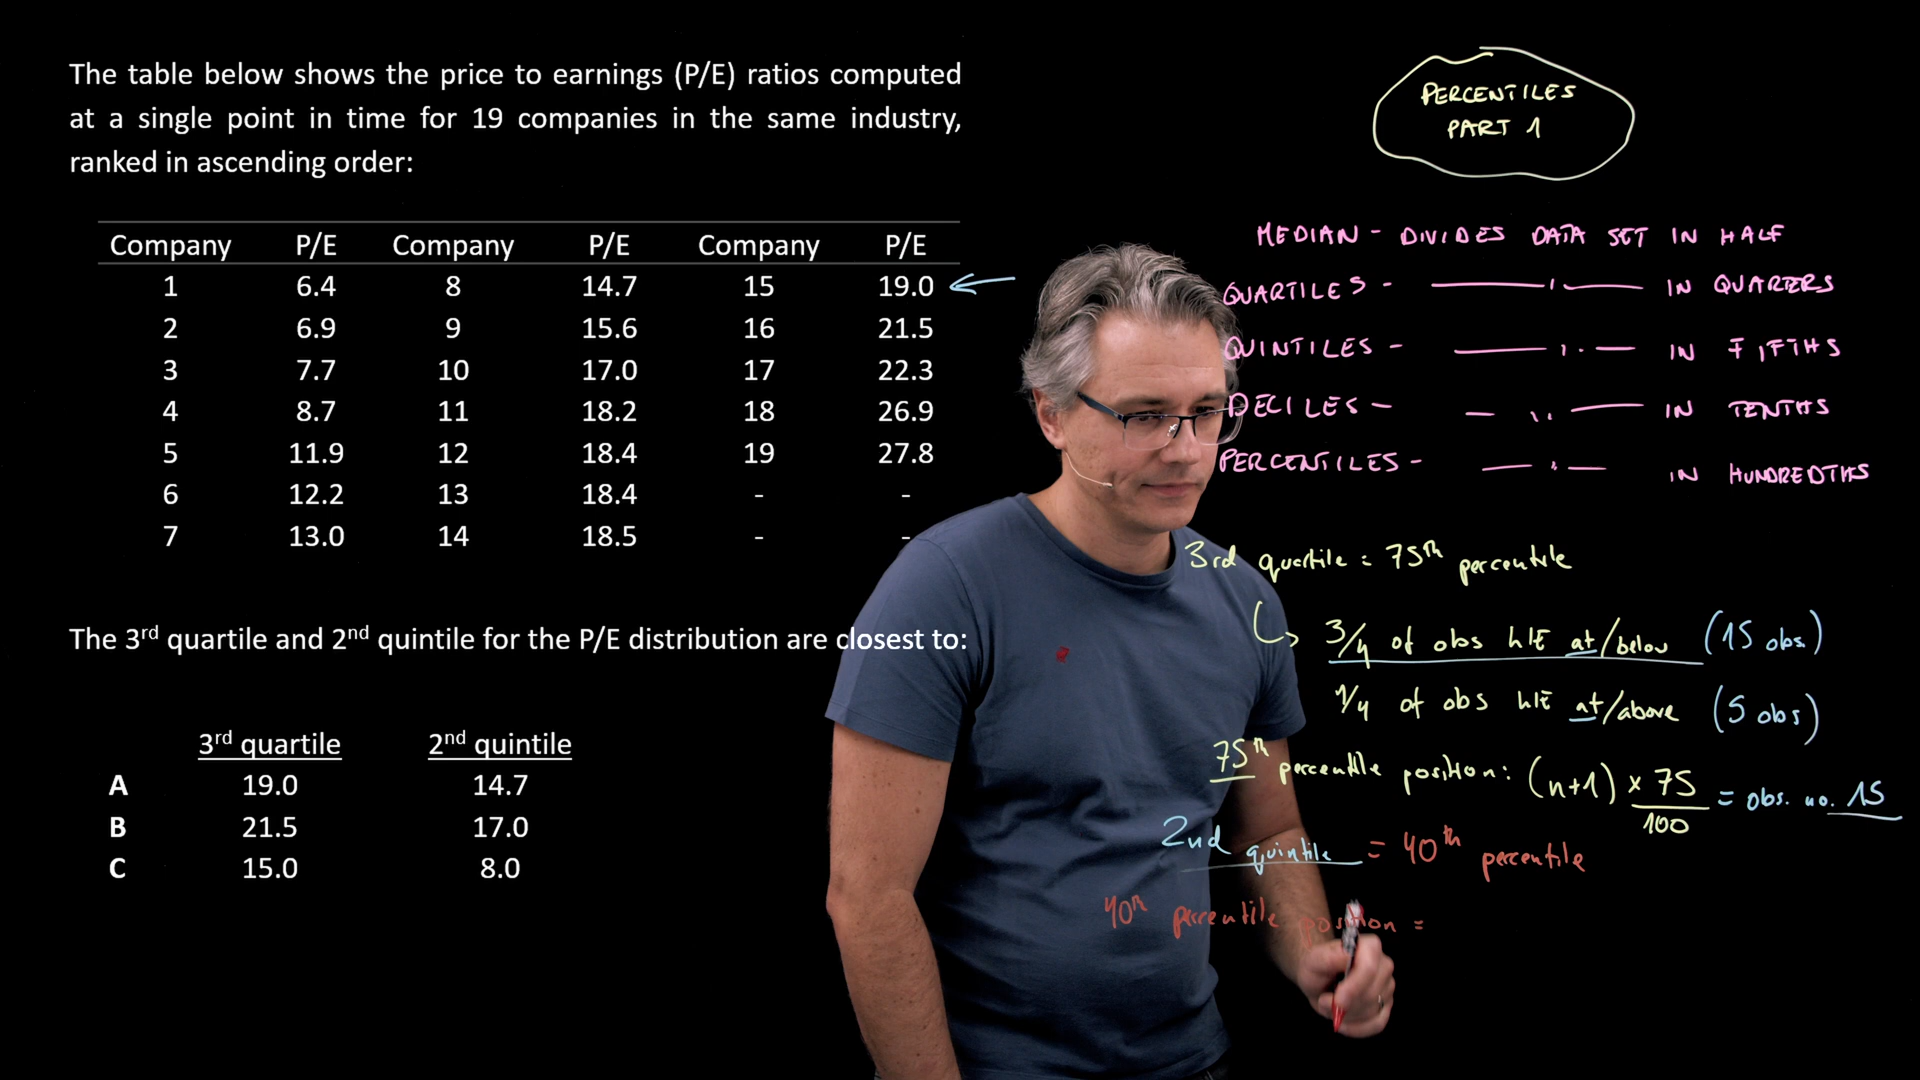 The table below shows the price to earnings (P/E) ratios computed
at a single point in time for 19 companies in the same industry,
ranked in ascending order:
Company P/E Company P/E Company P/E
1 6.4 8 14.7 15 19.0
2 6.9 9 15.6 16 21.5
3 7.7 10 17.0 17 22.3
4 8.7 11 18.2 18 26.9
5 11.9 12 18.4 19 27.8
6 12.2 13 18.4 - -
7 13.0 14 18.5 - -
The 3rd quartile and 2nd quintile for the P/E distribution are closest to:
3rd quartile 2nd quintile
A 19.0 14.7
B 21.5 17.0
C 15.0 8.0
PERCENTILES
PART 1
MEDIAN - DIVIDES DATA SET IN HALF
QUARTILES - IN QUARTERS
QUINTILES - IN FIFTHS
DECILES - IN TENTHS
PERCENTILES - IN HUNDREDTHS
3rd quartile = 75th percentile
3/4 of obs LIE at/below (15 obs.)
1/4 of obs LIE at/above (5 obs)
75th percentile position: (n+1) × 75/100 = obs. no. 15
2nd quintile = 40th percentile
40th percentile position =